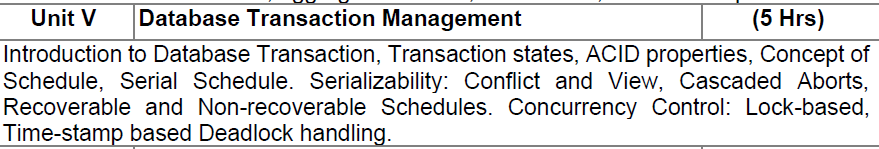 Unit V Database Transaction Management (5 Hrs)
Introduction to Database Transaction, Transaction states, ACID properties, Concept of
Schedule, Serial Schedule. Serializability: Conflict and View, Cascaded Aborts,
Recoverable and Non-recoverable Schedules. Concurrency Control: Lock-based,
Time-stamp based Deadlock handling.